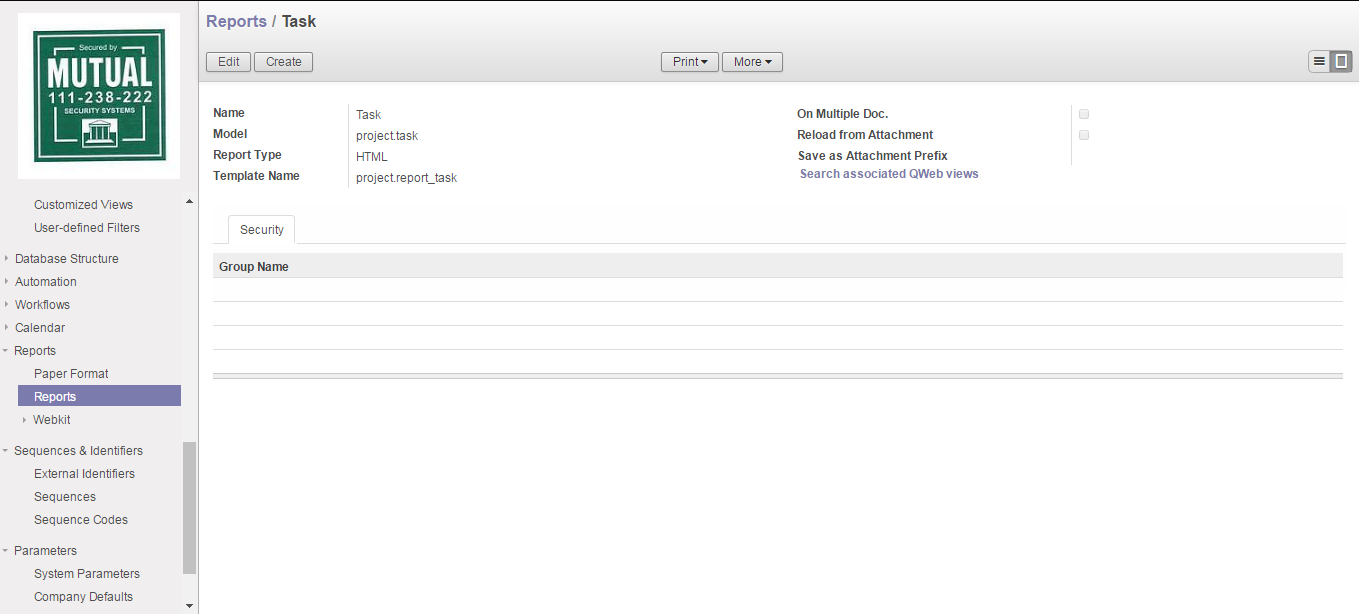 Secured by
MUTUAL
111-238-222
SECURITY SYSTEMS
Customized Views
User-defined Filters
Database Structure
Automation
Workflows
Calendar
Reports
Paper Format
Reports
Webkit
Sequences & Identifiers
External Identifiers
Sequences
Sequence Codes
Parameters
System Parameters
Company Defaults
Reports / Task
Edit Create Print More
Name Task
Model project.task
Report Type HTML
Template Name project.report_task
On Multiple Doc.
Reload from Attachment
Save as Attachment Prefix
Search associated QWeb views
Security
Group Name